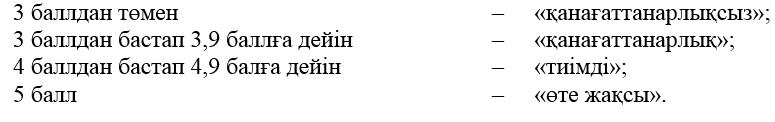 3 баллдан төмен – «қанағаттанарлықсыз»;
3 баллдан бастап 3,9 баллға дейін – «қанағаттанарлық»;
4 баллдан бастап 4,9 балға дейін – «тиімді»;
5 балл – «өте жақсы».